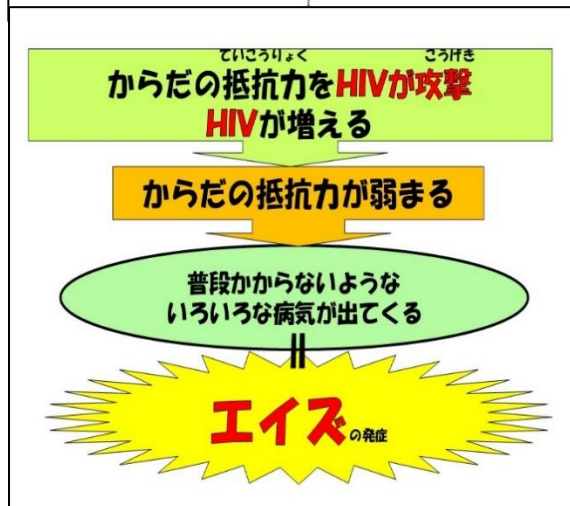 ていこうりょく こうげき
からだの抵抗力をHIVが攻撃
HIVが増える
からだの抵抗力が弱まる
普段かからないような
いろいろな病気が出てくる
||
エイズの発症